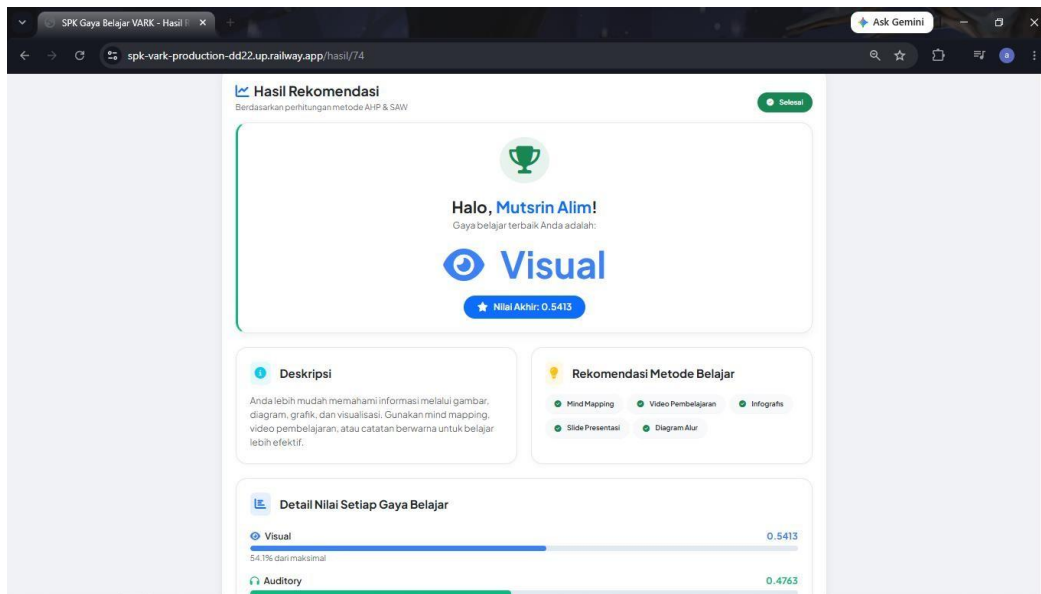 SPK Gaya Belajar VARK - Hasil
Ask Gemini
spk-vark-production-dd22.up.railway.app/hasil/74
a
Hasil Rekomendasi
Berdasarkan perhitungan metode AHP & SAW
Selesai
Halo, Mutsrin Alim!
Gaya belajar terbaik Anda adalah:
Visual
Nilai Akhir: 0.5413
Deskripsi
Anda lebih mudah memahami informasi melalui gambar,
diagram, grafik, dan visualisasi. Gunakan mind mapping,
video pembelajaran, atau catatan berwarna untuk belajar
lebih efektif.
Rekomendasi Metode Belajar
Mind Mapping Video Pembelajaran Infografis
Slide Presentasi Diagram Alur
Detail Nilai Setiap Gaya Belajar
Visual 0.5413
54.1% dari maksimal
Auditory 0.4763